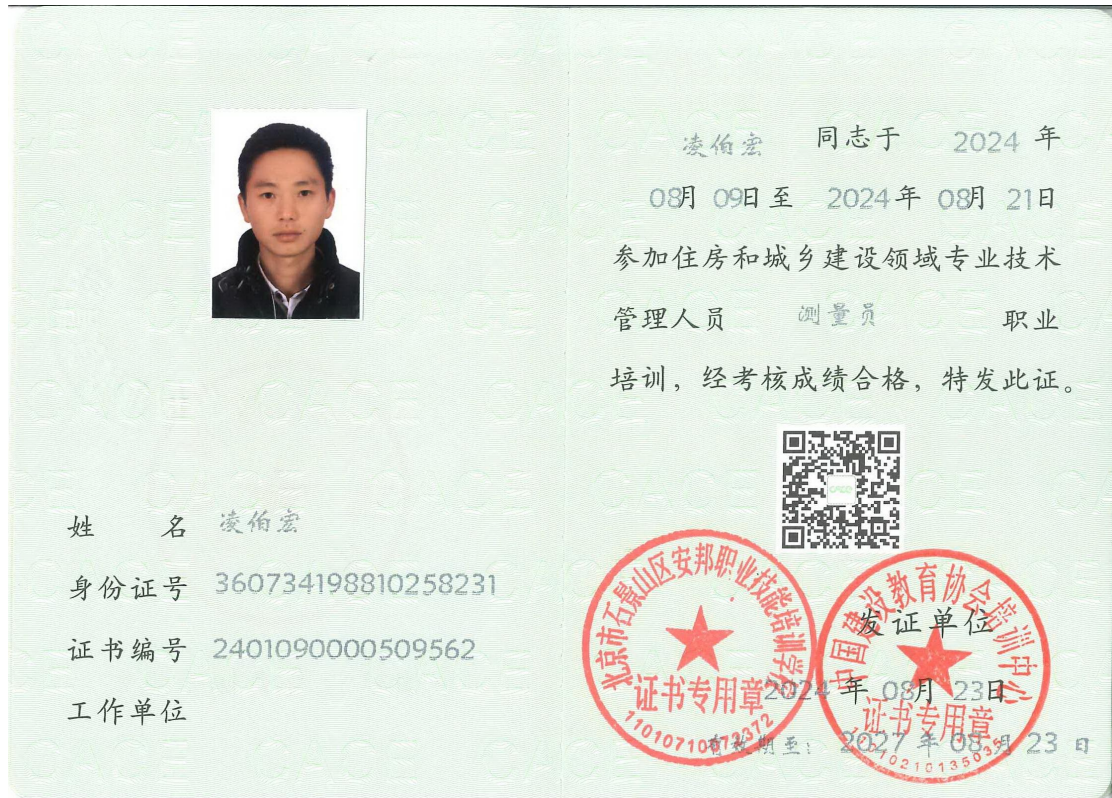 姓 名 凌伯宏
身份证号 360734198810258231
证书编号 2401090000509562
工作单位
凌伯宏 同志于 2024 年
08月 09日至 2024年 08月 21日
参加住房和城乡建设领域专业技术
管理人员 测量员 职业
培训，经考核成绩合格，特发此证。
CACE
北京市石景山区安邦职业技能培训学校
证书专用章
中国建设教育协会培训中心
证书专用章
11010210135035
发证单位
2024 年 08月 23日
有效期至： 2027 年 08 月 23 日